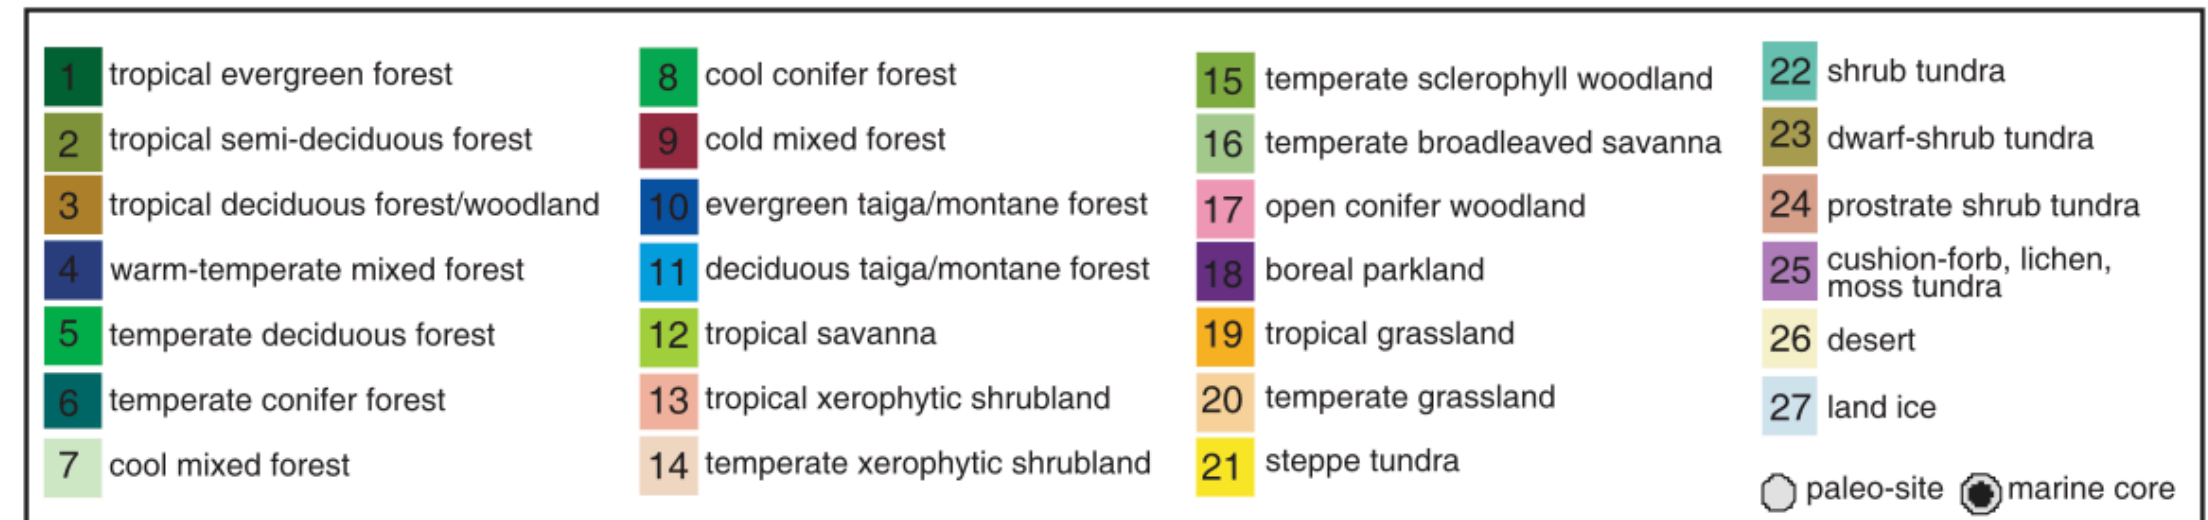 1 tropical evergreen forest
2 tropical semi-deciduous forest
3 tropical deciduous forest/woodland
4 warm-temperate mixed forest
5 temperate deciduous forest
6 temperate conifer forest
7 cool mixed forest
8 cool conifer forest
9 cold mixed forest
10 evergreen taiga/montane forest
11 deciduous taiga/montane forest
12 tropical savanna
13 tropical xerophytic shrubland
14 temperate xerophytic shrubland
15 temperate sclerophyll woodland
16 temperate broadleaved savanna
17 open conifer woodland
18 boreal parkland
19 tropical grassland
20 temperate grassland
21 steppe tundra
22 shrub tundra
23 dwarf-shrub tundra
24 prostrate shrub tundra
25 cushion-forb, lichen,
moss tundra
26 desert
27 land ice
paleo-site marine core